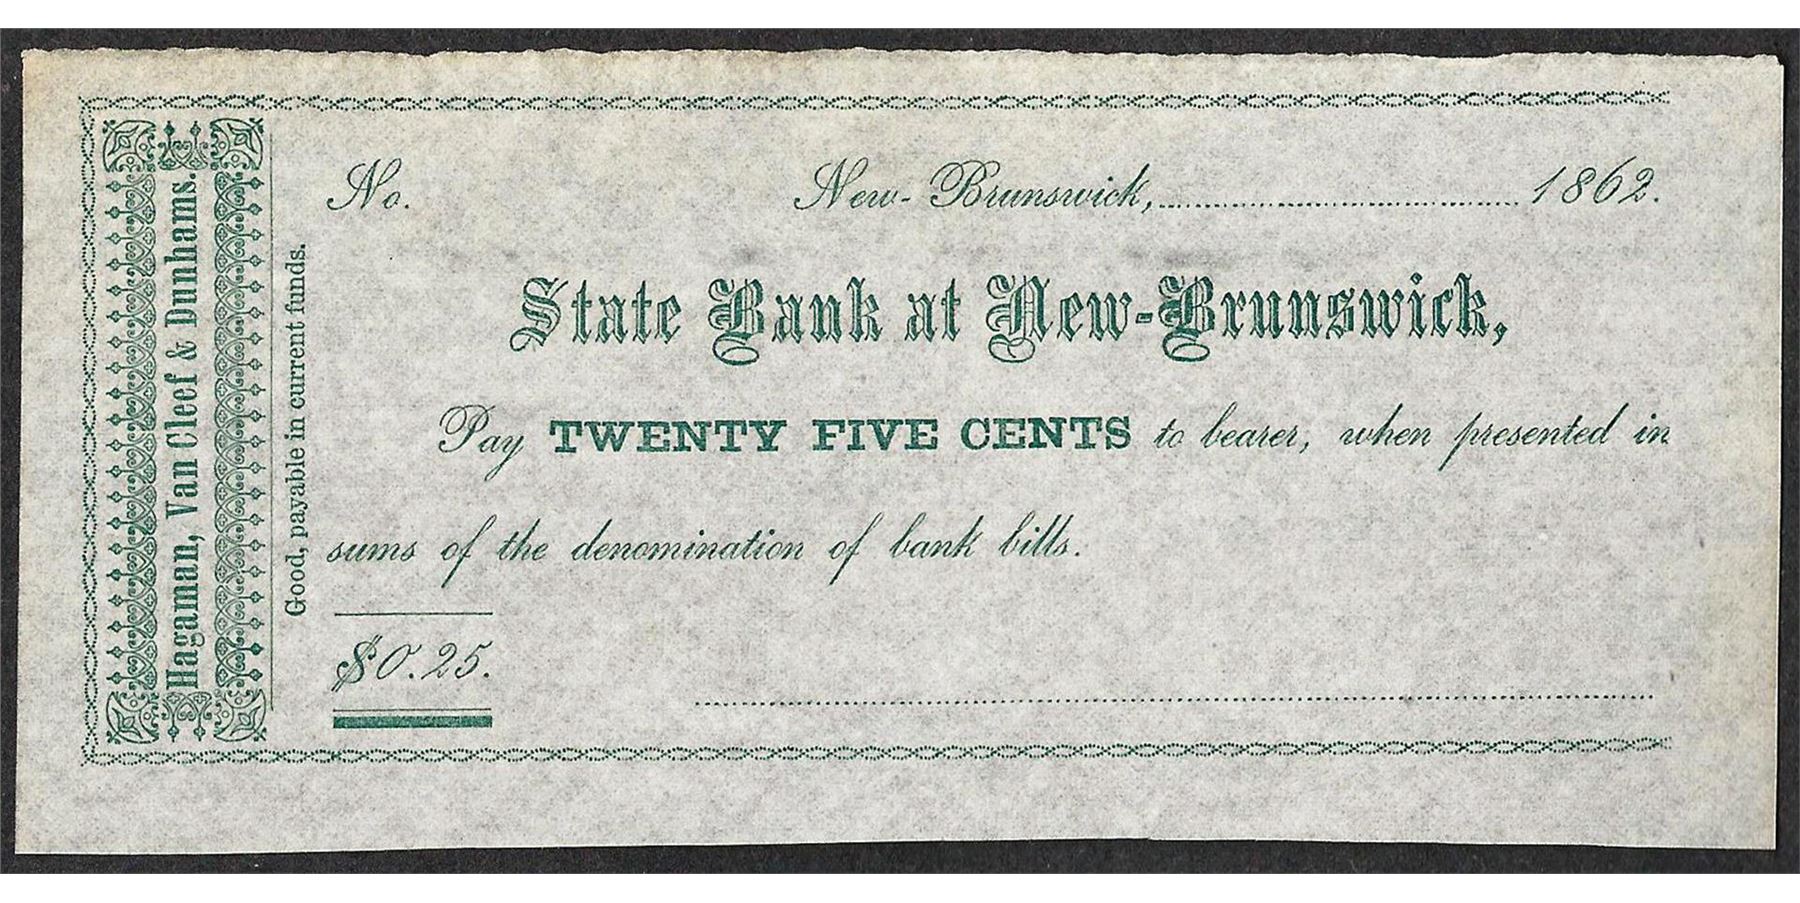 Hagaman, Van Cleef & Dunhams.
Good, payable in current funds.
No. New-Brunswick, 1862.
State Bank at New-Brunswick,
Pay TWENTY FIVE CENTS to bearer, when presented in
sums of the denomination of bank bills.
$0.25.